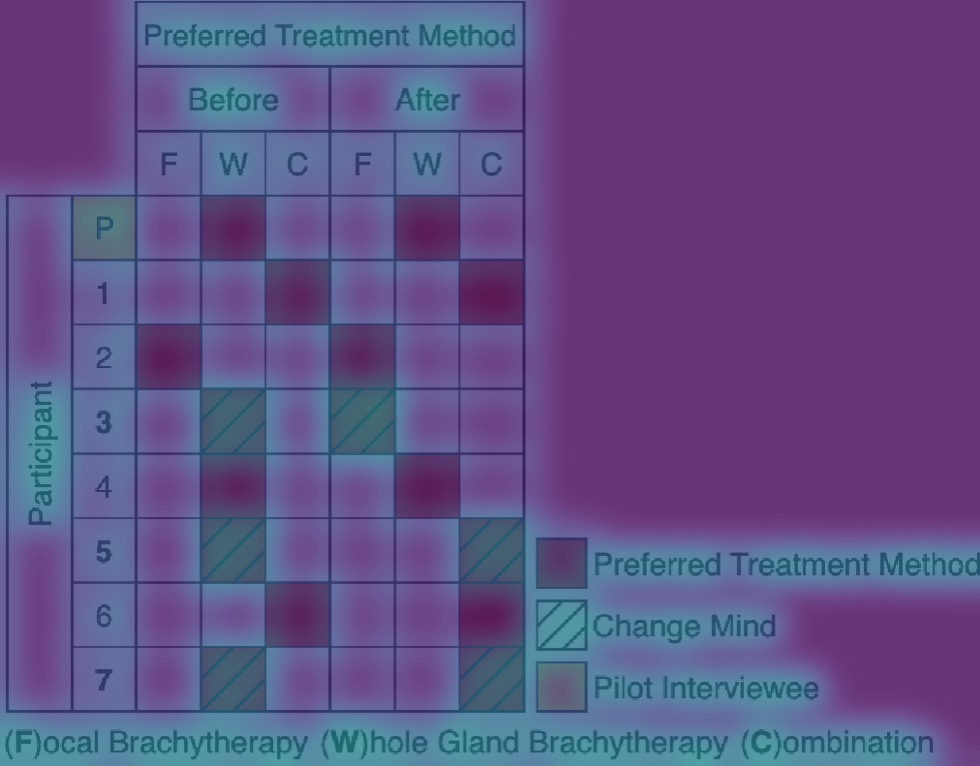 Preferred Treatment Method
Before After
F W C F W C
Participant
P
1
2
3
4
5
6
7
Preferred Treatment Method
Change Mind
Pilot Interviewee
(F)ocal Brachytherapy (W)hole Gland Brachytherapy (C)ombination